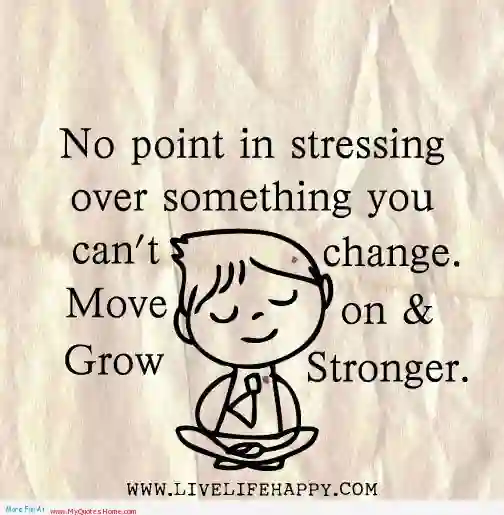 No point in stressing
over something you
can't change.
Move on &
Grow Stronger.
WWW.LIVELIFEHAPPY.COM
More Fun At www.MyQuotesHome.com